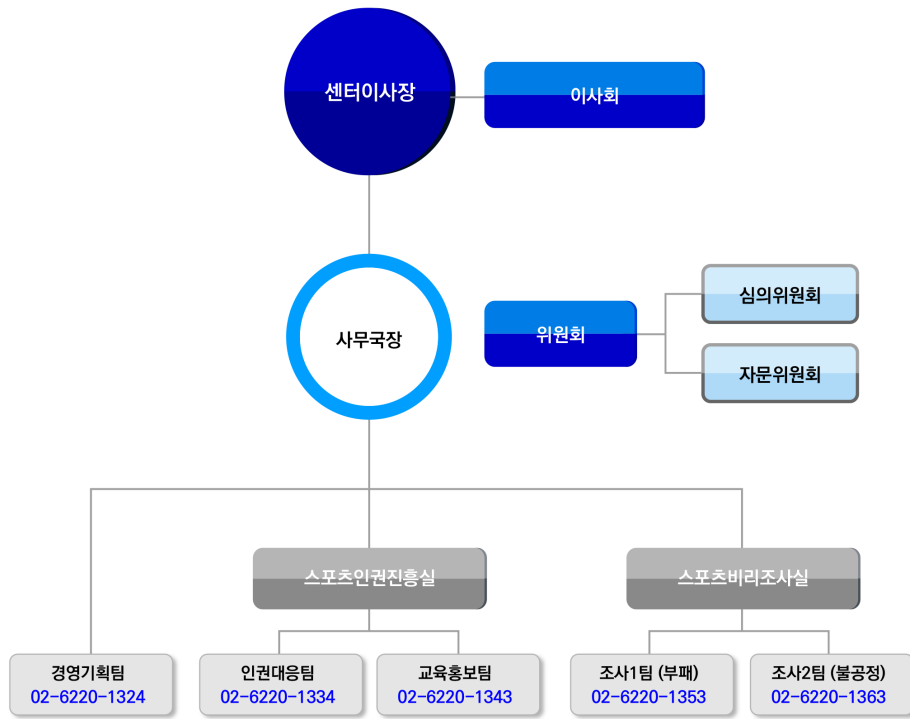 센터이사장
이사회
사무국장
위원회
심의위원회
자문위원회
스포츠인권진흥실
스포츠비리조사실
경영기획팀
02-6220-1324
인권대응팀
02-6220-1334
교육홍보팀
02-6220-1343
조사1팀 (부패)
02-6220-1353
조사2팀 (불공정)
02-6220-1363